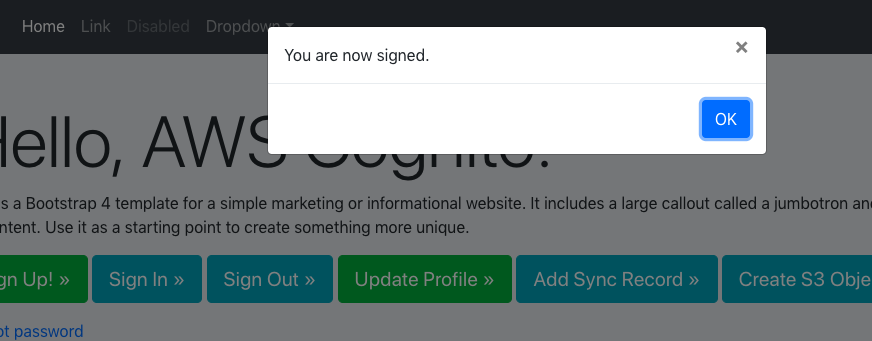 Home Link Disabled Dropdown
You are now signed. ×
OK
Hello, AWS Cognito!
s a Bootstrap 4 template for a simple marketing or informational website. It includes a large callout called a jumbotron and
ntent. Use it as a starting point to create something more unique.
gn Up! » Sign In » Sign Out » Update Profile » Add Sync Record » Create S3 Obje
ot password